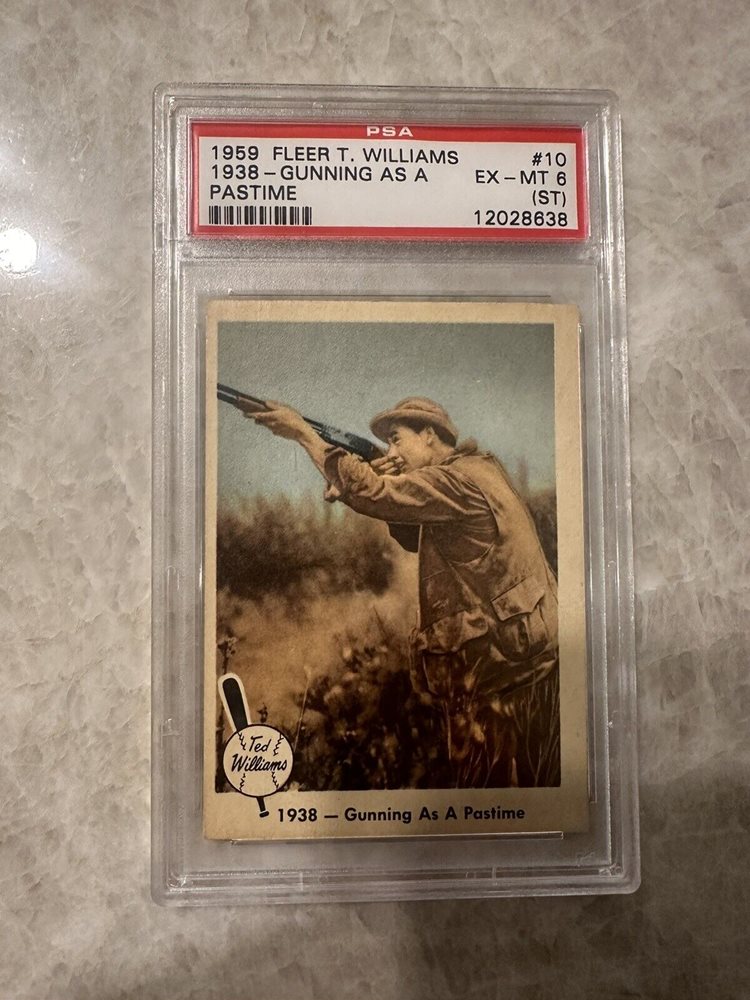 PSA
1959 FLEER T. WILLIAMS #10
1938-GUNNING AS A EX-MT 6
PASTIME (ST)
12028638
Ted
Williams
1938 — Gunning As A Pastime